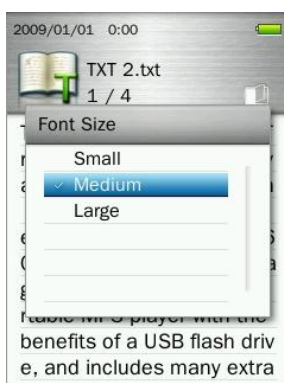 2009/01/01 0:00
TXT 2.txt
1 / 4
Font Size
Small
Medium
Large
benefits of a USB flash driv
e, and includes many extra